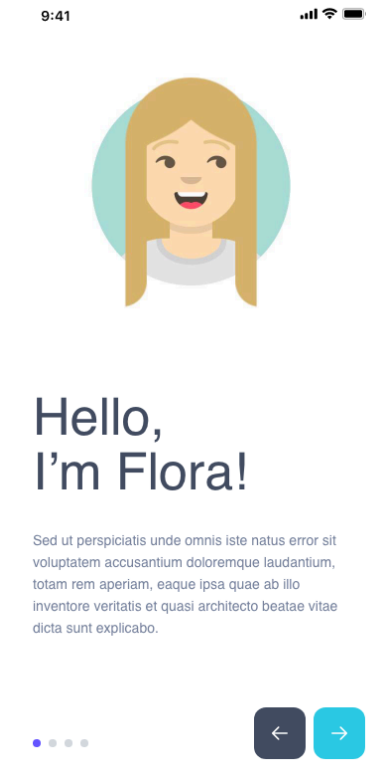 9:41
Hello,
I’m Flora!
Sed ut perspiciatis unde omnis iste natus error sit
voluptatem accusantium doloremque laudantium,
totam rem aperiam, eaque ipsa quae ab illo
inventore veritatis et quasi architecto beatae vitae
dicta sunt explicabo.